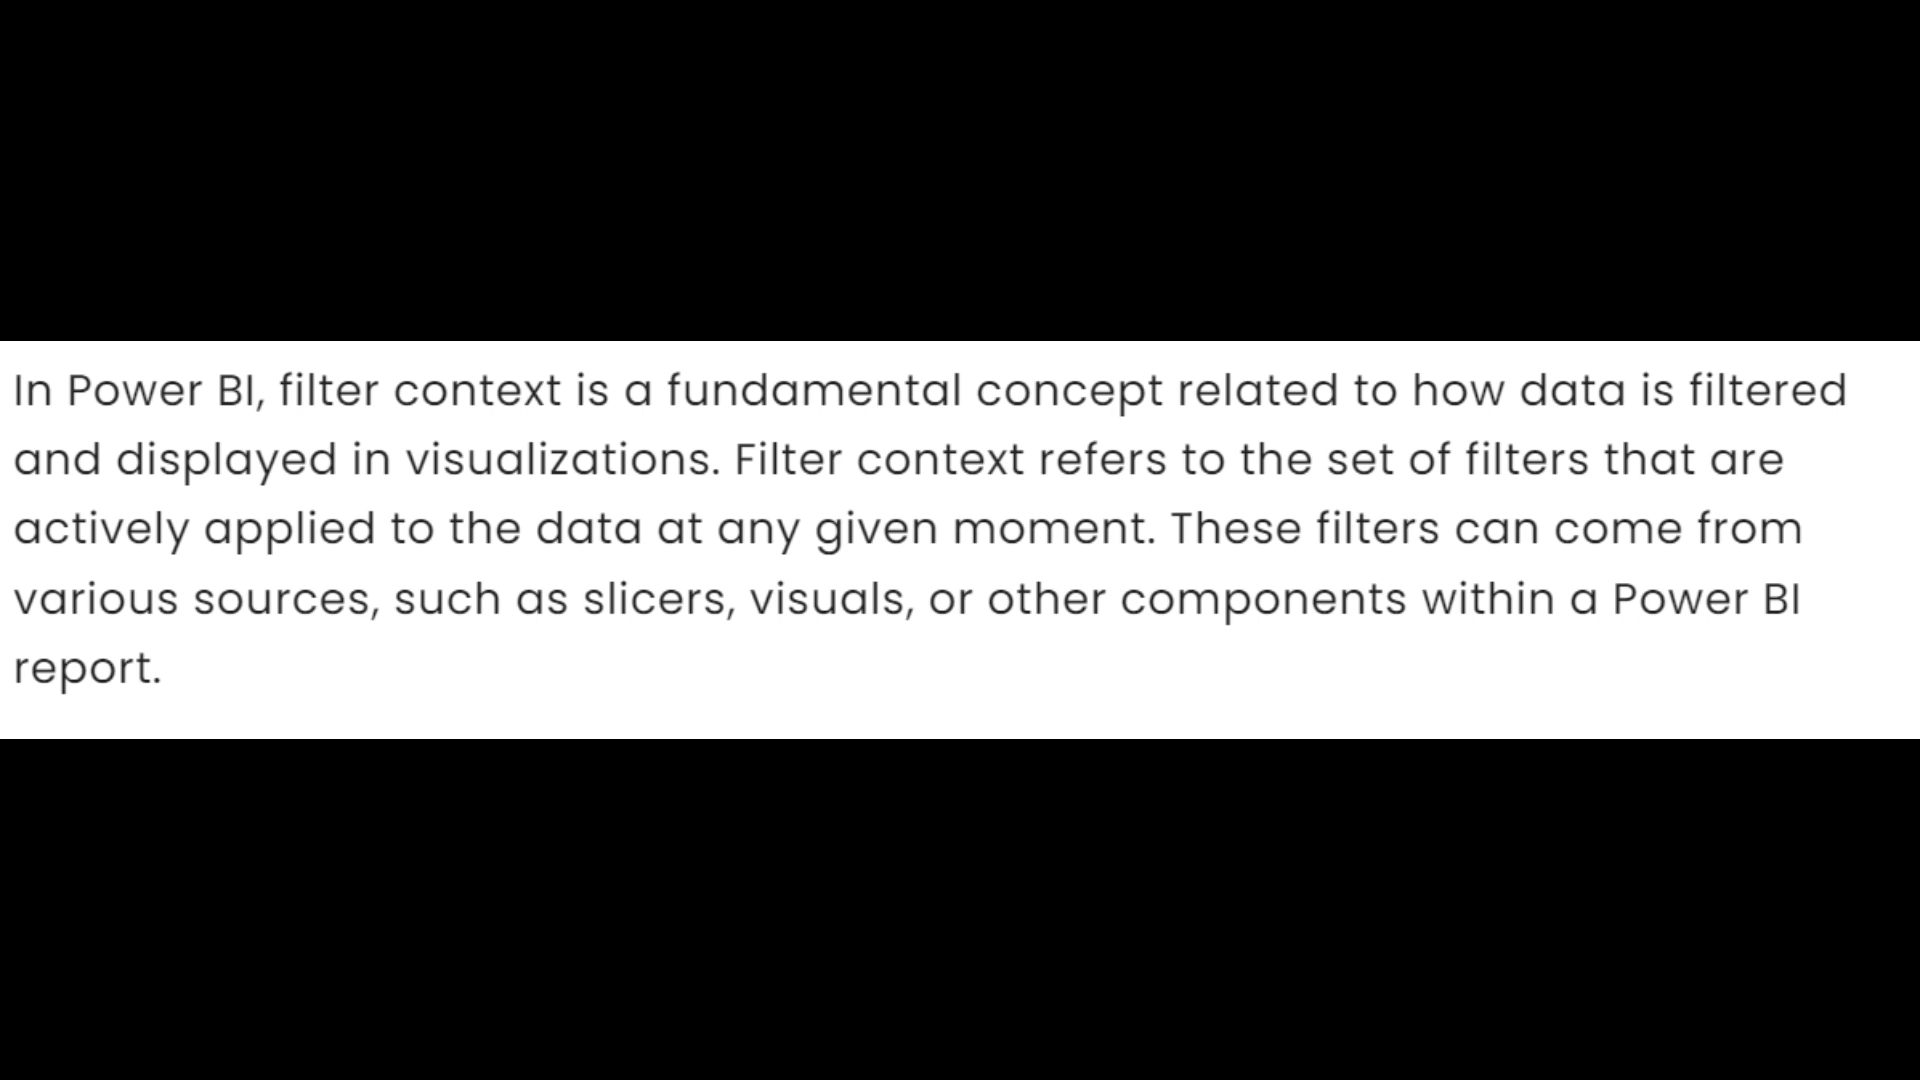 In Power BI, filter context is a fundamental concept related to how data is filtered
and displayed in visualizations. Filter context refers to the set of filters that are
actively applied to the data at any given moment. These filters can come from
various sources, such as slicers, visuals, or other components within a Power BI
report.